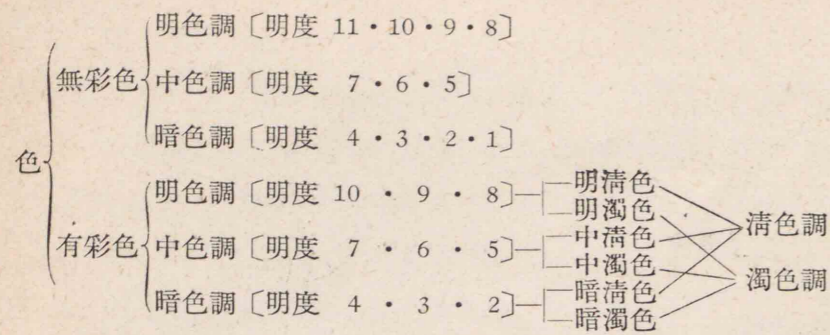 明色調〔明度 11・10・9・8〕
無彩色 中色調〔明度 7・6・5〕
暗色調〔明度 4・3・2・1〕
色
明色調〔明度 10・9・8〕 明淸色
明濁色
淸色調
有彩色 中色調〔明度 7・6・5〕 中淸色
中濁色
濁色調
暗色調〔明度 4・3・2〕 暗淸色
暗濁色